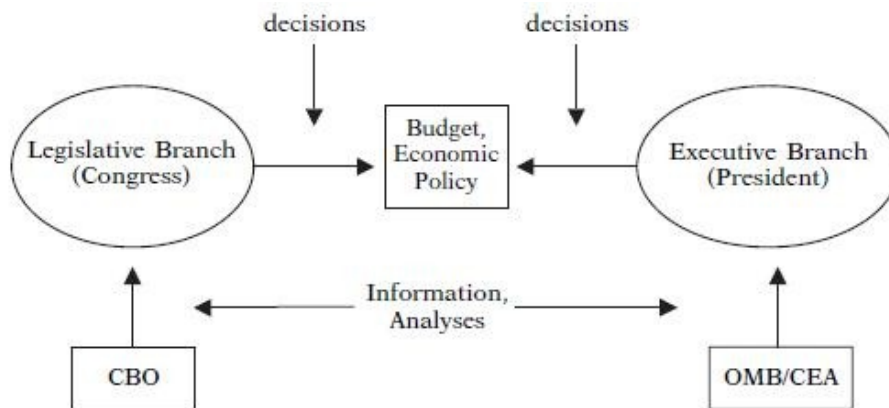 decisions
decisions
Legislative Branch
(Congress)
Budget,
Economic
Policy
Executive Branch
(President)
Information,
Analyses
CBO
OMB/CEA